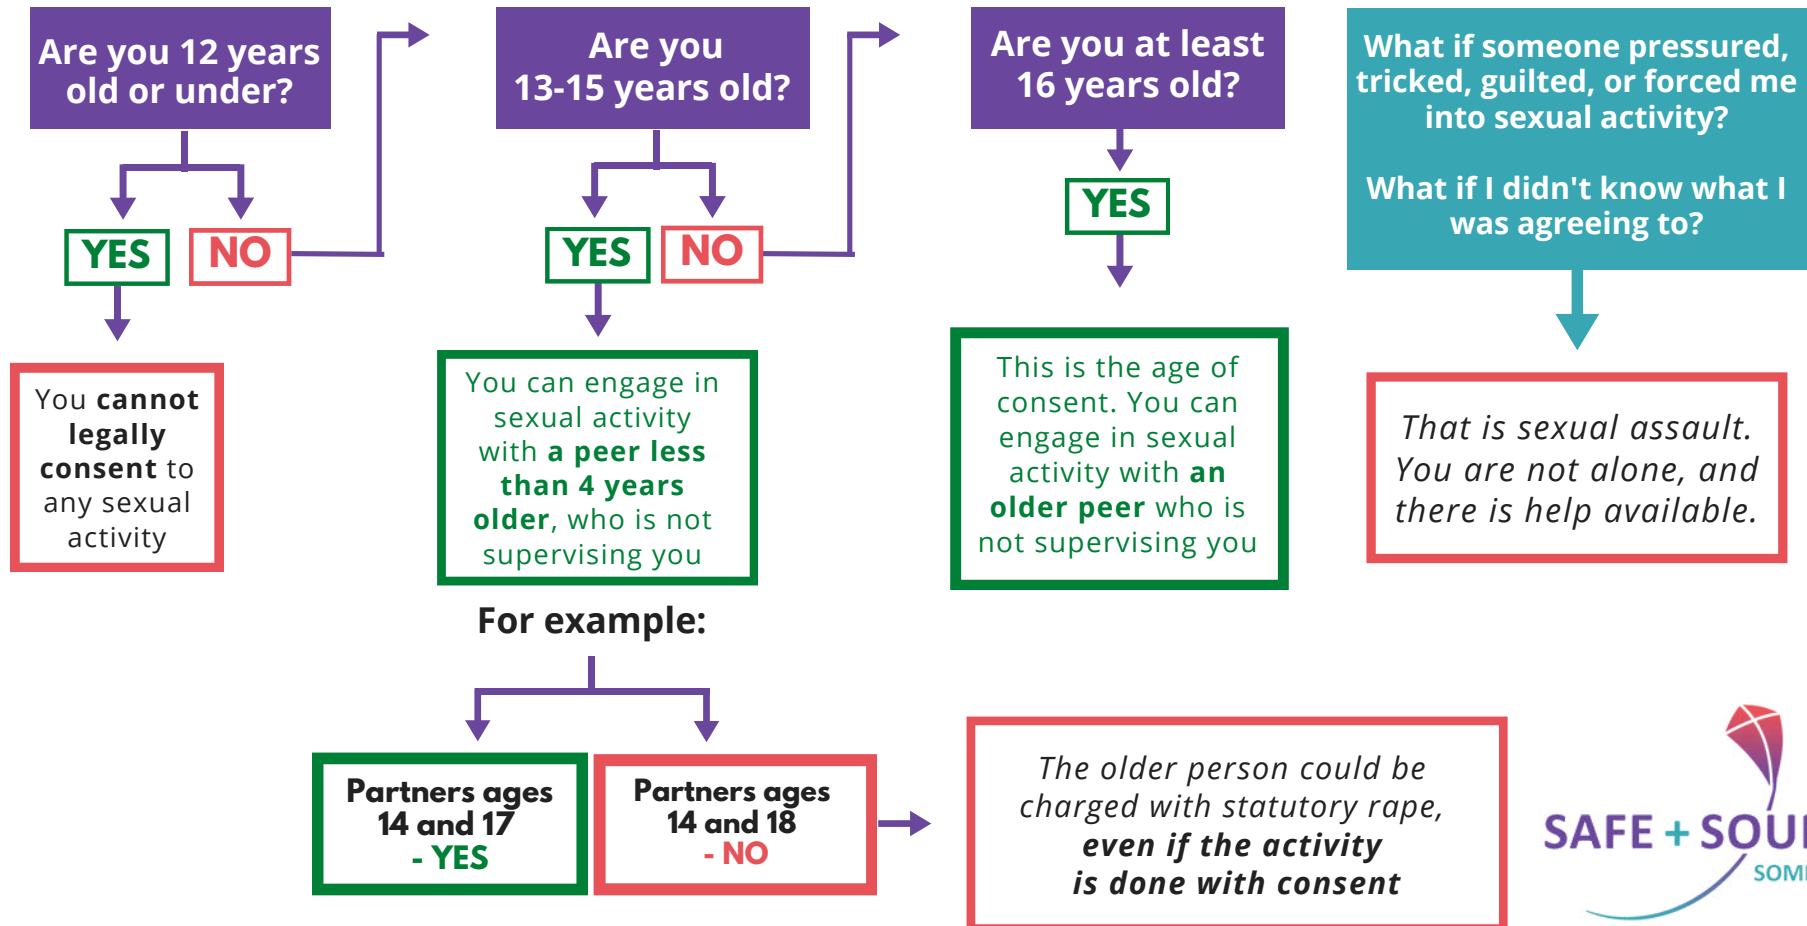 Are you 12 years
old or under?
YES
NO
You cannot
legally
consent to
any sexual
activity
Are you
13-15 years old?
YES
NO
You can engage in
sexual activity
with a peer less
than 4 years
older, who is not
supervising you
For example:
Partners ages
14 and 17
- YES
Partners ages
14 and 18
- NO
The older person could be
charged with statutory rape,
even if the activity
is done with consent
Are you at least
16 years old?
YES
This is the age of
consent. You can
engage in sexual
activity with an
older peer who is
not supervising you
What if someone pressured,
tricked, guilted, or forced me
into sexual activity?
What if I didn't know what I
was agreeing to?
That is sexual assault.
You are not alone, and
there is help available.
SAFE +